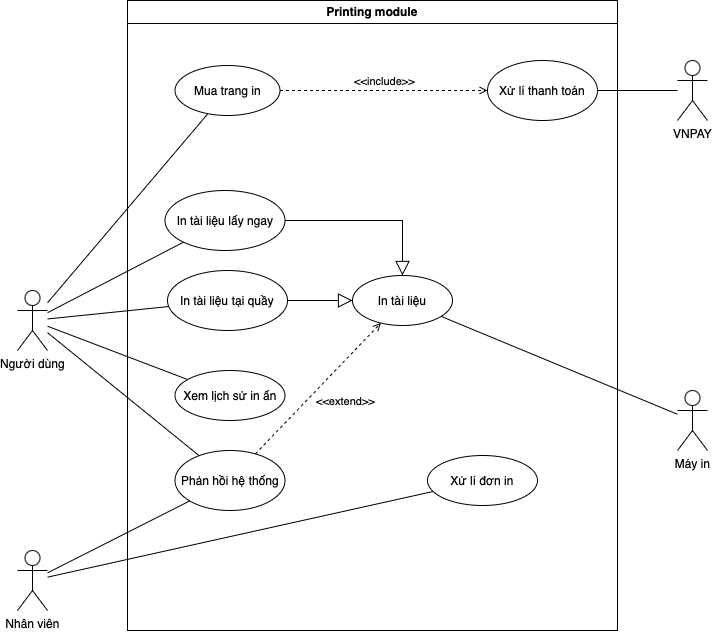 Printing module
Mua trang in
<<include>>
Xử lí thanh toán
VNPAY
In tài liệu lấy ngay
In tài liệu tại quầy
In tài liệu
Người dùng
Xem lịch sử in ấn
<<extend>>
Phản hồi hệ thống
Xử lí đơn in
Máy in
Nhân viên